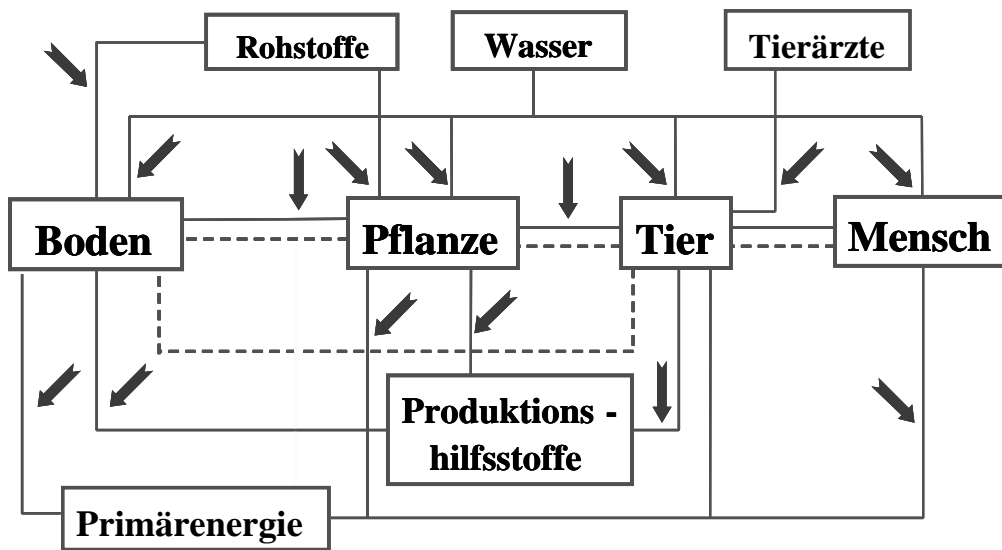 Rohstoffe
Wasser
Tierärzte
Boden
Pflanze
Tier
Mensch
Produktions -
hilfsstoffe
Primärenergie